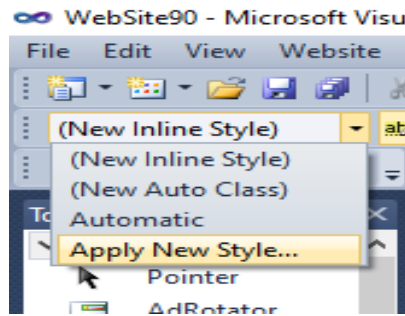 WebSite90 - Microsoft Visu
File Edit View Website
(New Inline Style) ab
(New Inline Style)
(New Auto Class)
Automatic
Apply New Style...
Pointer
AdRotator